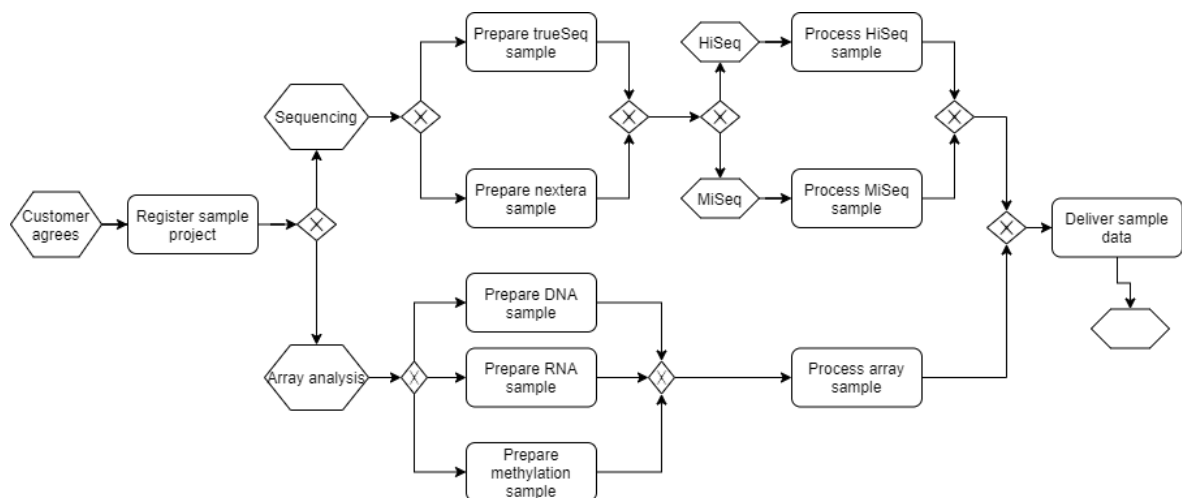 Prepare trueSeq
sample
HiSeq
Process HiSeq
sample
Sequencing
X
X
X
X
Prepare nextera
sample
MiSeq
Process MiSeq
sample
Customer
agrees
Register sample
project
X
X
Deliver sample
data
Prepare DNA
sample
Array analysis
X
Prepare RNA
sample
X
Process array
sample
Prepare
methylation
sample